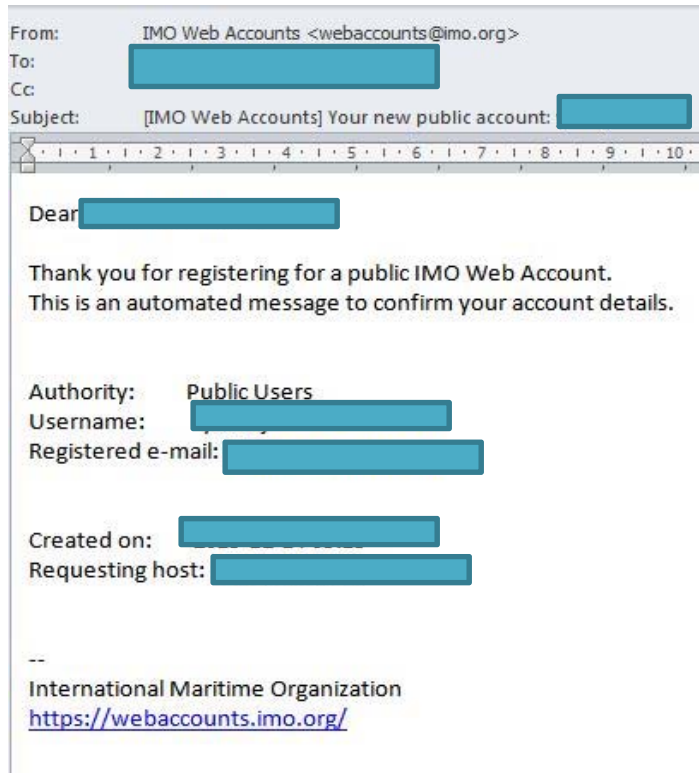 From: IMO Web Accounts <webaccounts@imo.org>
To:
Cc:
Subject: [IMO Web Accounts] Your new public account:
1 2 3 4 5 6 7 8 9 10
Dear
Thank you for registering for a public IMO Web Account.
This is an automated message to confirm your account details.
Authority: Public Users
Username:
Registered e-mail:
Created on:
Requesting host:
--
International Maritime Organization
https://webaccounts.imo.org/